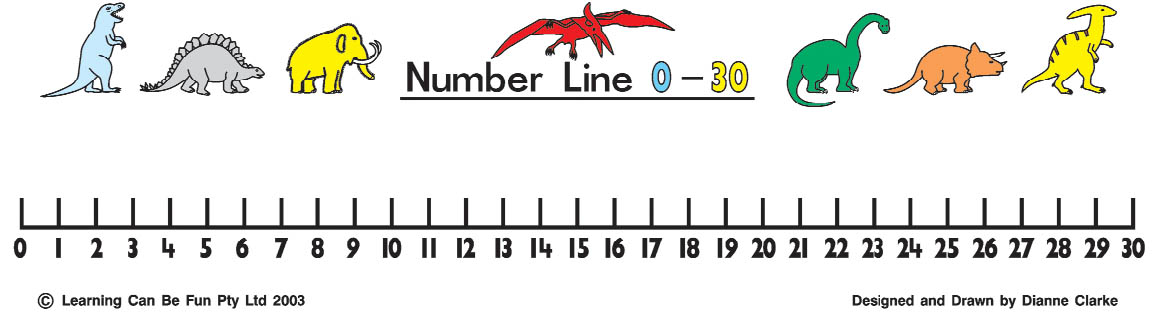 Number Line 0 – 30
0 1 2 3 4 5 6 7 8 9 10 11 12 13 14 15 16 17 18 19 20 21 22 23 24 25 26 27 28 29 30
© Learning Can Be Fun Pty Ltd 2003 Designed and Drawn by Dianne Clarke